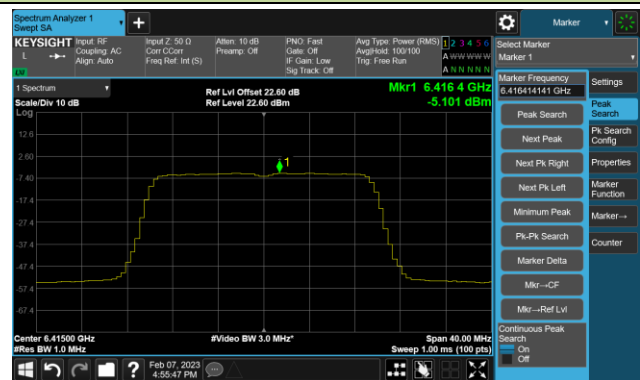 Spectrum Analyzer 1
Swept SA
+
Marker
KEYSIGHT
L
LW
Input: RF
Coupling: AC
Align: Auto
Input Z: 50 Ω
Corr CCorr
Freq Ref: Int (S)
Atten: 10 dB
Preamp: Off
PNO: Fast
Gate: Off
IF Gain: Low
Sig Track: Off
Avg Type: Power (RMS)
Avg|Hold: 100/100
Trig: Free Run
1 2 3 4 5 6
A W W W W W
A N N N N N
Select Marker
Marker 1
1 Spectrum
Scale/Div 10 dB
Log
Ref Lvl Offset 22.60 dB
Ref Level 22.60 dBm
Mkr1 6.416 4 GHz
-5.101 dBm
12.6
2.60
-7.40
-17.4
-27.4
-37.4
-47.4
-57.4
-67.4
1
Center 6.41500 GHz
#Res BW 1.0 MHz
#Video BW 3.0 MHz*
Span 40.00 MHz
Sweep 1.00 ms (100 pts)
Marker Frequency
6.416414141 GHz
Peak Search
Next Peak
Next Pk Right
Next Pk Left
Minimum Peak
Pk-Pk Search
Marker Delta
Mkr→CF
Mkr→Ref Lvl
Continuous Peak
Search
On
Off
Settings
Peak
Search
Pk Search
Config
Properties
Marker
Function
Marker→
Counter
?
Feb 07, 2023
4:55:47 PM